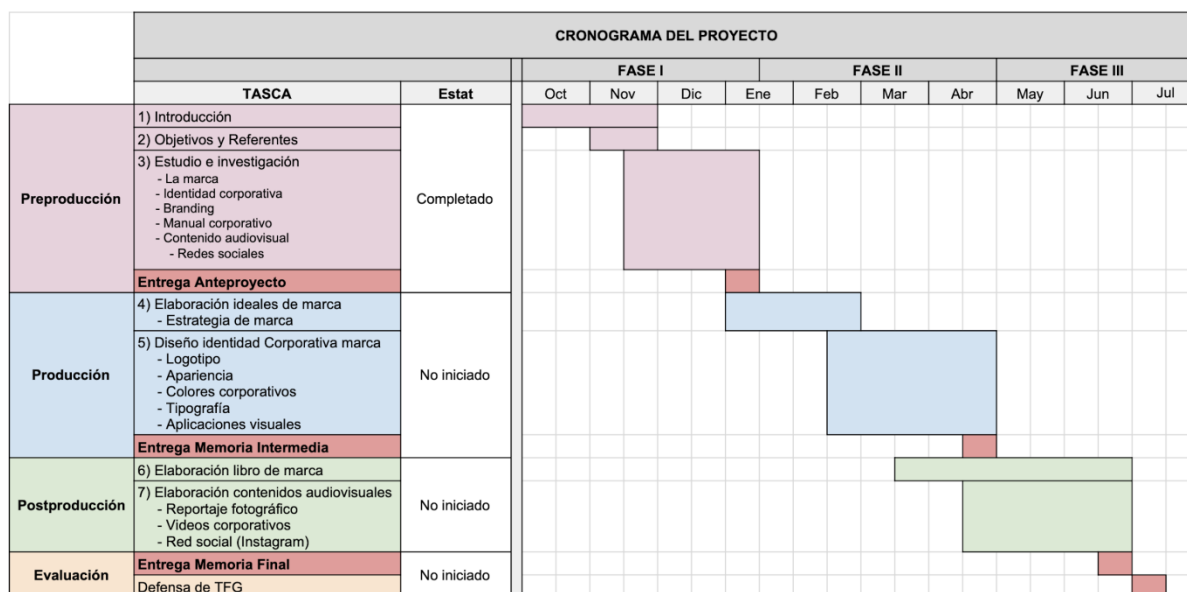 CRONOGRAMA DEL PROYECTO
FASE I FASE II FASE III
TASCA Estat Oct Nov Dic Ene Feb Mar Abr May Jun Jul
Preproducción
1) Introducción
2) Objetivos y Referentes
3) Estudio e investigación
- La marca
- Identidad corporativa
- Branding
- Manual corporativo
- Contenido audiovisual
- Redes sociales
Entrega Anteproyecto
Completado
Producción
4) Elaboración ideales de marca
- Estrategia de marca
5) Diseño identidad Corporativa marca
- Logotipo
- Apariencia
- Colores corporativos
- Tipografía
- Aplicaciones visuales
Entrega Memoria Intermedia
No iniciado
Postproducción
6) Elaboración libro de marca
7) Elaboración contenidos audiovisuales
- Reportaje fotográfico
- Videos corporativos
- Red social (Instagram)
No iniciado
Evaluación
Entrega Memoria Final
Defensa de TFG
No iniciado